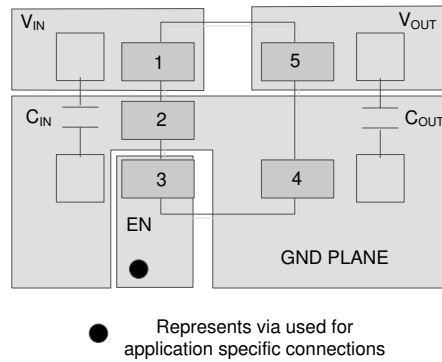 VIN
VOUT
1
5
2
CIN
COUT
3
4
EN
GND PLANE
Represents via used for
application specific connections